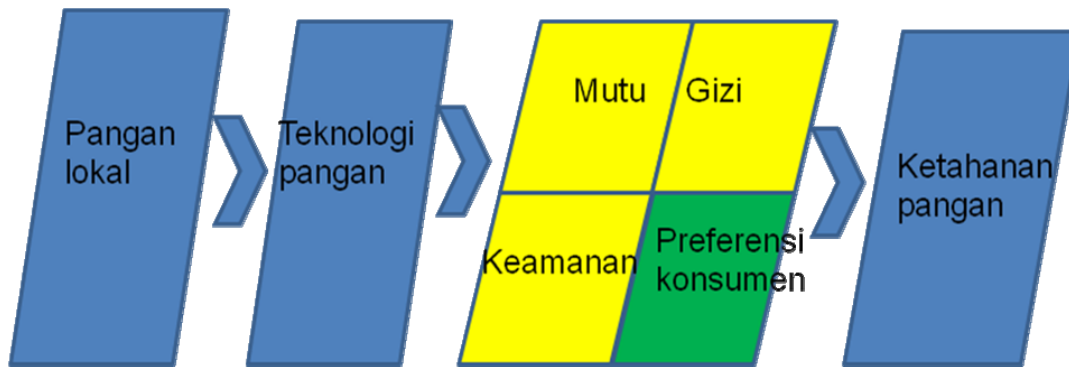 Pangan
lokal
Teknologi
pangan
Mutu
Gizi
Keamanan
Preferensi
konsumen
Ketahanan
pangan